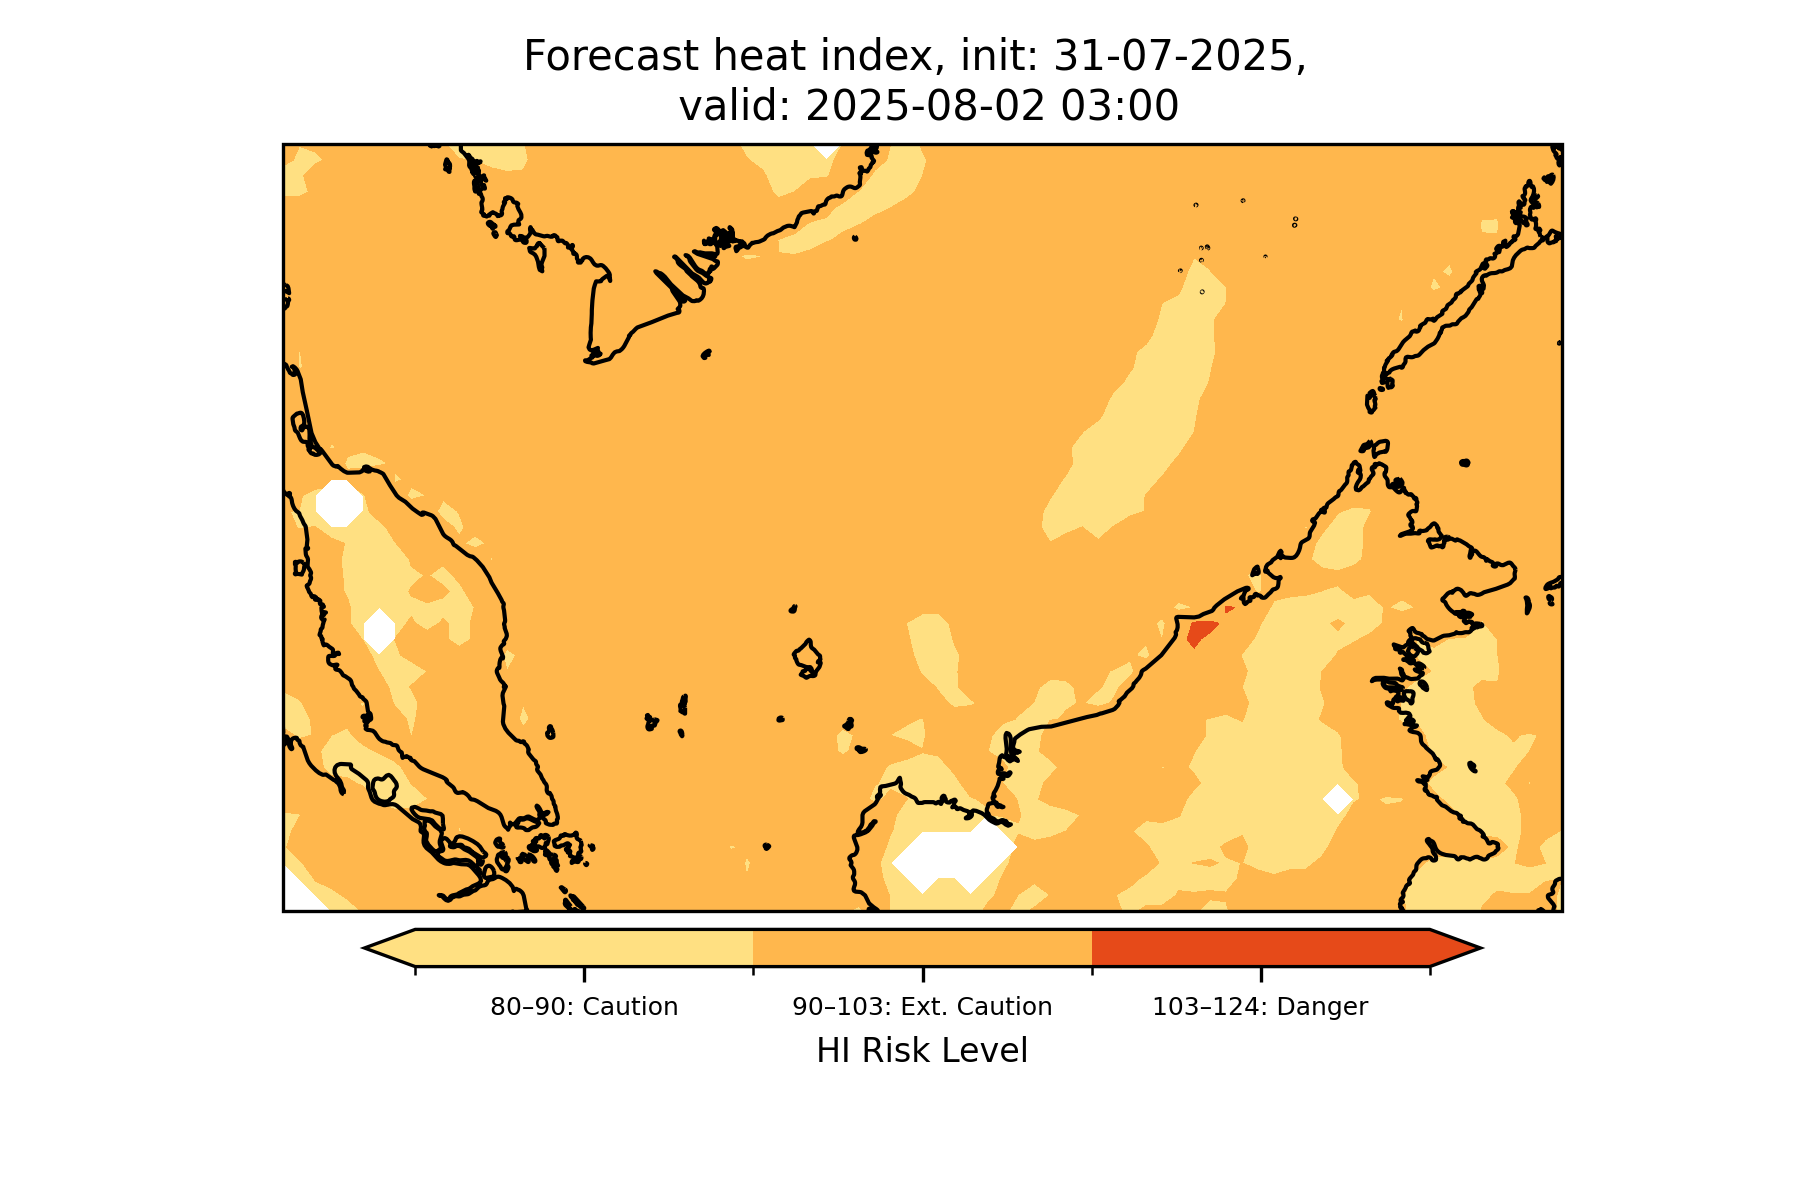 Forecast heat index, init: 31-07-2025,
valid: 2025-08-02 03:00
80–90: Caution
90–103: Ext. Caution
103–124: Danger
HI Risk Level